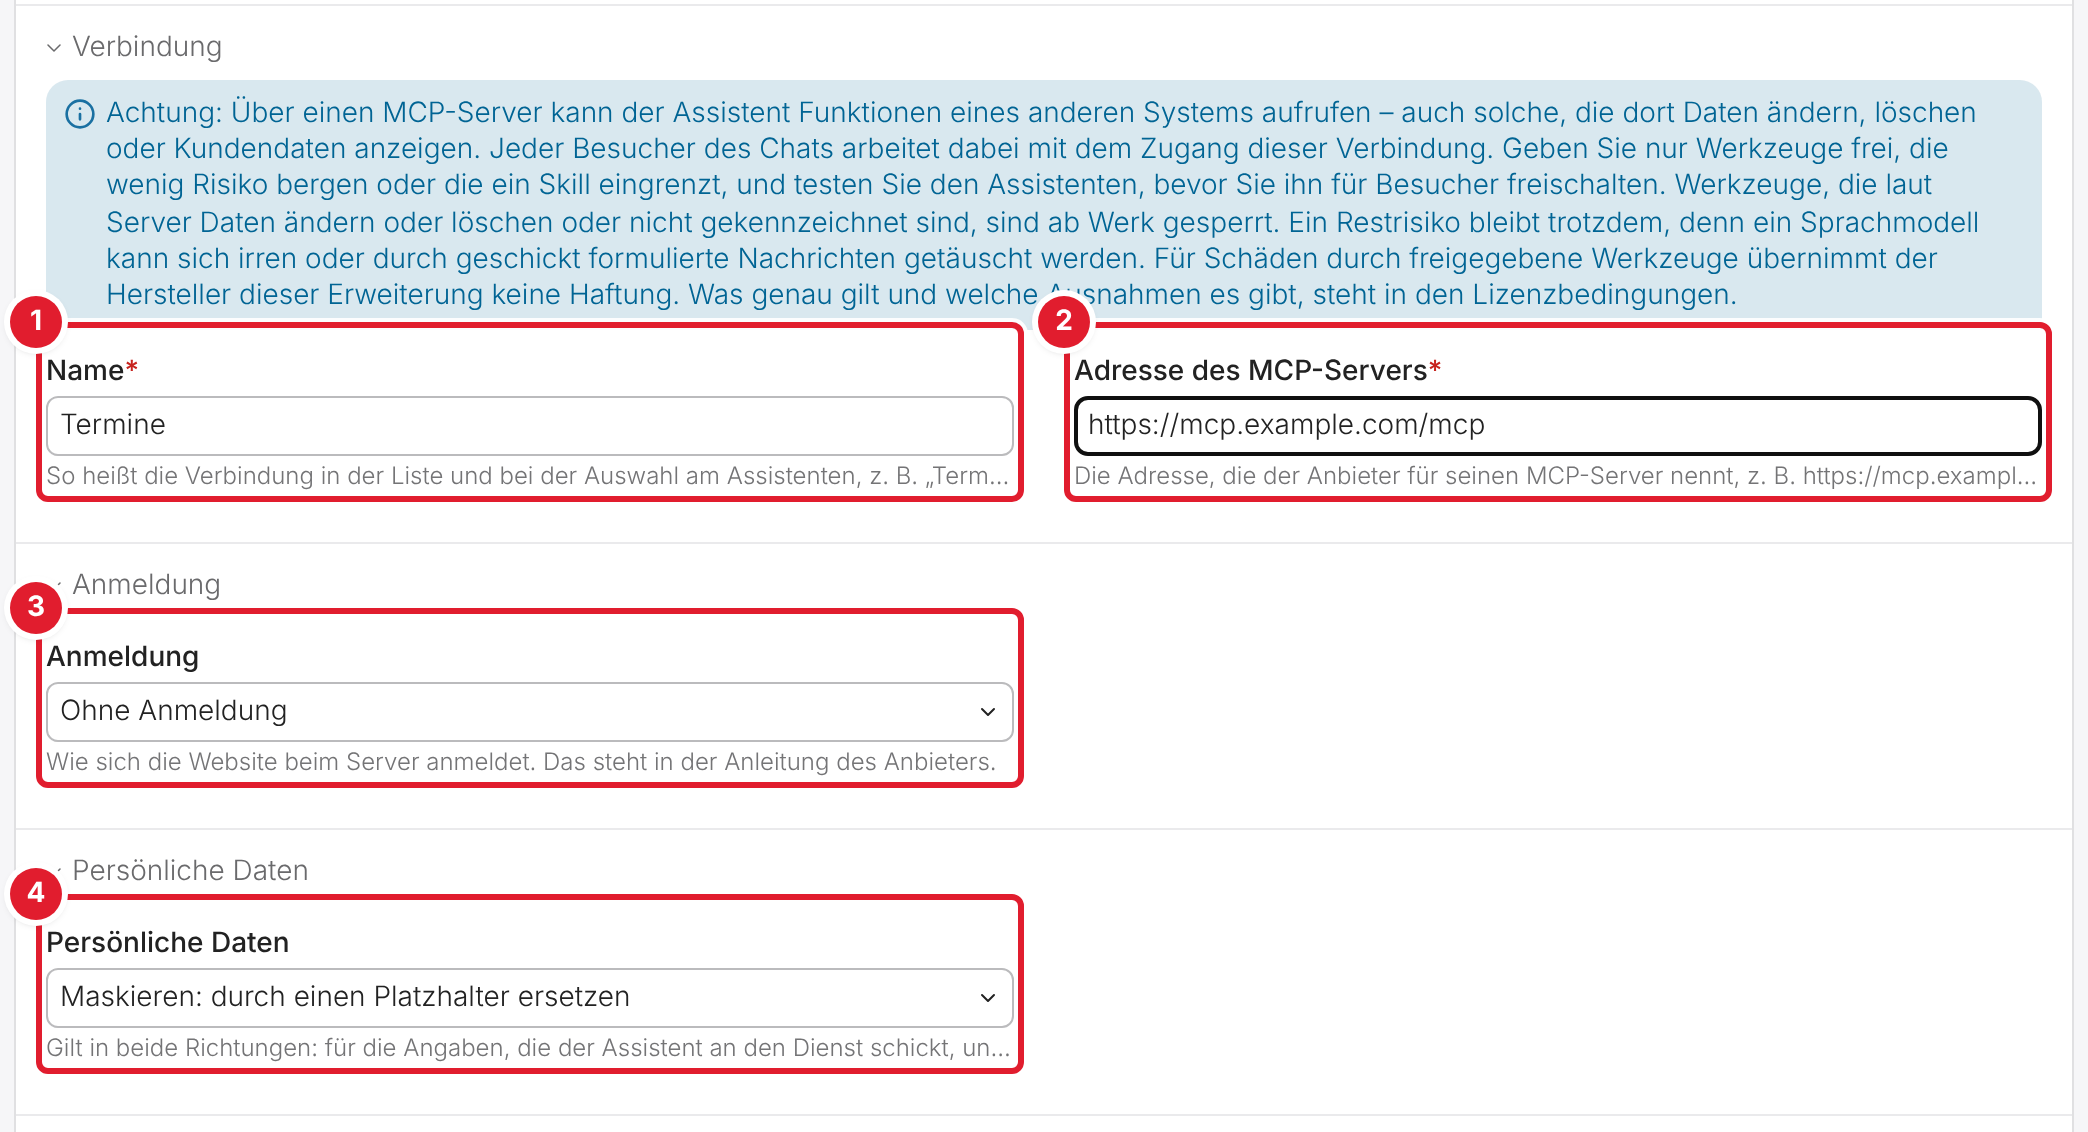 Verbindung
Achtung: Über einen MCP-Server kann der Assistent Funktionen eines anderen Systems aufrufen – auch solche, die dort Daten ändern, löschen
oder Kundendaten anzeigen. Jeder Besucher des Chats arbeitet dabei mit dem Zugang dieser Verbindung. Geben Sie nur Werkzeuge frei, die
wenig Risiko bergen oder die ein Skill eingrenzt, und testen Sie den Assistenten, bevor Sie ihn für Besucher freischalten. Werkzeuge, die laut
Server Daten ändern oder löschen oder nicht gekennzeichnet sind, sind ab Werk gesperrt. Ein Restrisiko bleibt trotzdem, denn ein Sprachmodell
kann sich irren oder durch geschickt formulierte Nachrichten getäuscht werden. Für Schäden durch freigegebene Werkzeuge übernimmt der
Hersteller dieser Erweiterung keine Haftung. Was genau gilt und welche Ausnahmen es gibt, steht in den Lizenzbedingungen.
1
Name*
Termine
So heißt die Verbindung in der Liste und bei der Auswahl am Assistenten, z. B. „Term...
2
Adresse des MCP-Servers*
https://mcp.example.com/mcp
Die Adresse, die der Anbieter für seinen MCP-Server nennt, z. B. https://mcp.exampl...
Anmeldung
3
Anmeldung
Ohne Anmeldung
Wie sich die Website beim Server anmeldet. Das steht in der Anleitung des Anbieters.
Persönliche Daten
4
Persönliche Daten
Maskieren: durch einen Platzhalter ersetzen
Gilt in beide Richtungen: für die Angaben, die der Assistent an den Dienst schickt, un...